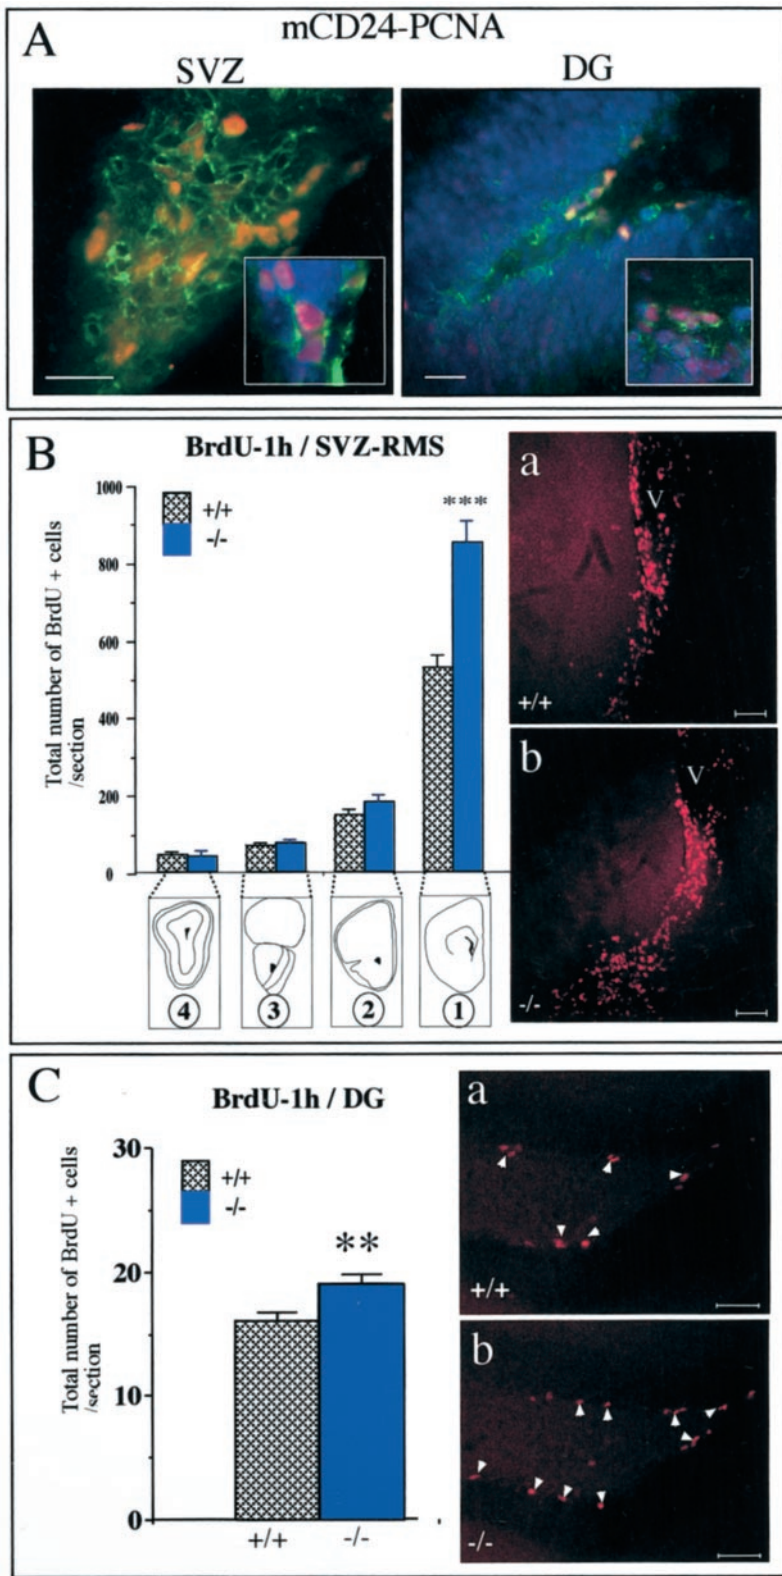 A
mCD24-PCNA
SVZ
DG
B
BrdU-1h / SVZ-RMS
Total number of BrdU + cells
/section
1000
800
600
400
200
0
+/+
-/-
***
4
3
2
1
a
V
+/+
b
V
-/-
C
BrdU-1h / DG
Total number of BrdU + cells
/section
30
20
10
0
+/+
-/-
**
+/+
-/-
a
+/+
b
-/-